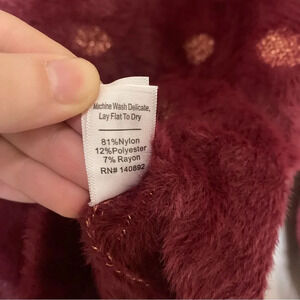 Machine Wash Delicate,
Lay Flat To Dry
81%Nylon
12%Polyester
7% Rayon
RN# 140892